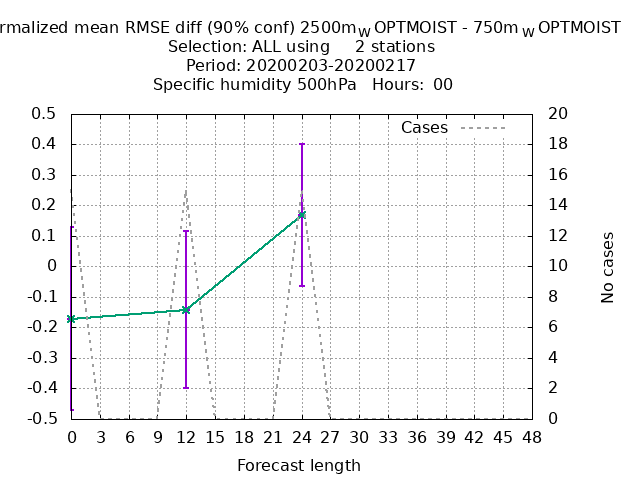 rmalized mean RMSE diff (90% conf) 2500m_W OPTMOIST - 750m_W OPTMOIST
Selection: ALL using 2 stations
Period: 20200203-20200217
Specific humidity 500hPa Hours: 00
Cases
0.5
0.4
0.3
0.2
0.1
0
-0.1
-0.2
-0.3
-0.4
-0.5
20
18
16
14
12
10
8
6
4
2
0
No cases
0 3 6 9 12 15 18 21 24 27 30 33 36 39 42 45 48
Forecast length